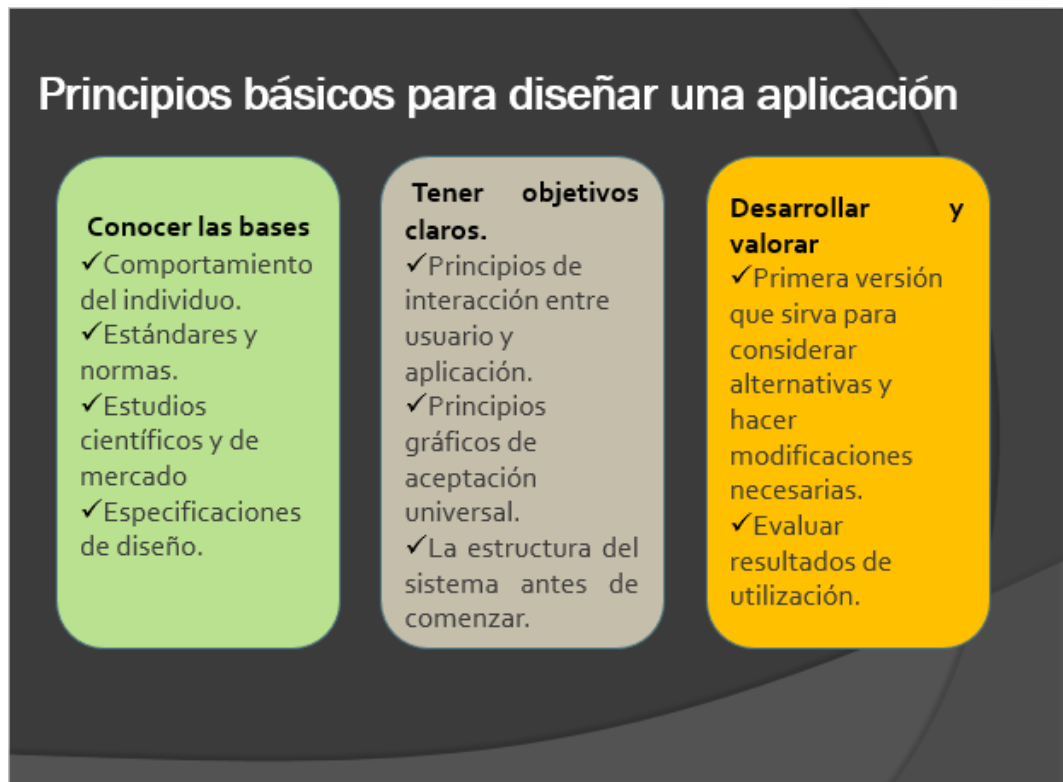 Principios básicos para diseñar una aplicación
Conocer las bases
✓Comportamiento
del individuo.
✓Estándares y
normas.
✓Estudios
científicos y de
mercado
✓Especificaciones
de diseño.
Tener objetivos
claros.
✓Principios de
interacción entre
usuario y
aplicación.
✓Principios
gráficos de
aceptación
universal.
✓La estructura del
sistema antes de
comenzar.
Desarrollar y
valorar
✓Primera versión
que sirva para
considerar
alternativas y
hacer
modificaciones
necesarias.
✓Evaluar
resultados de
utilización.